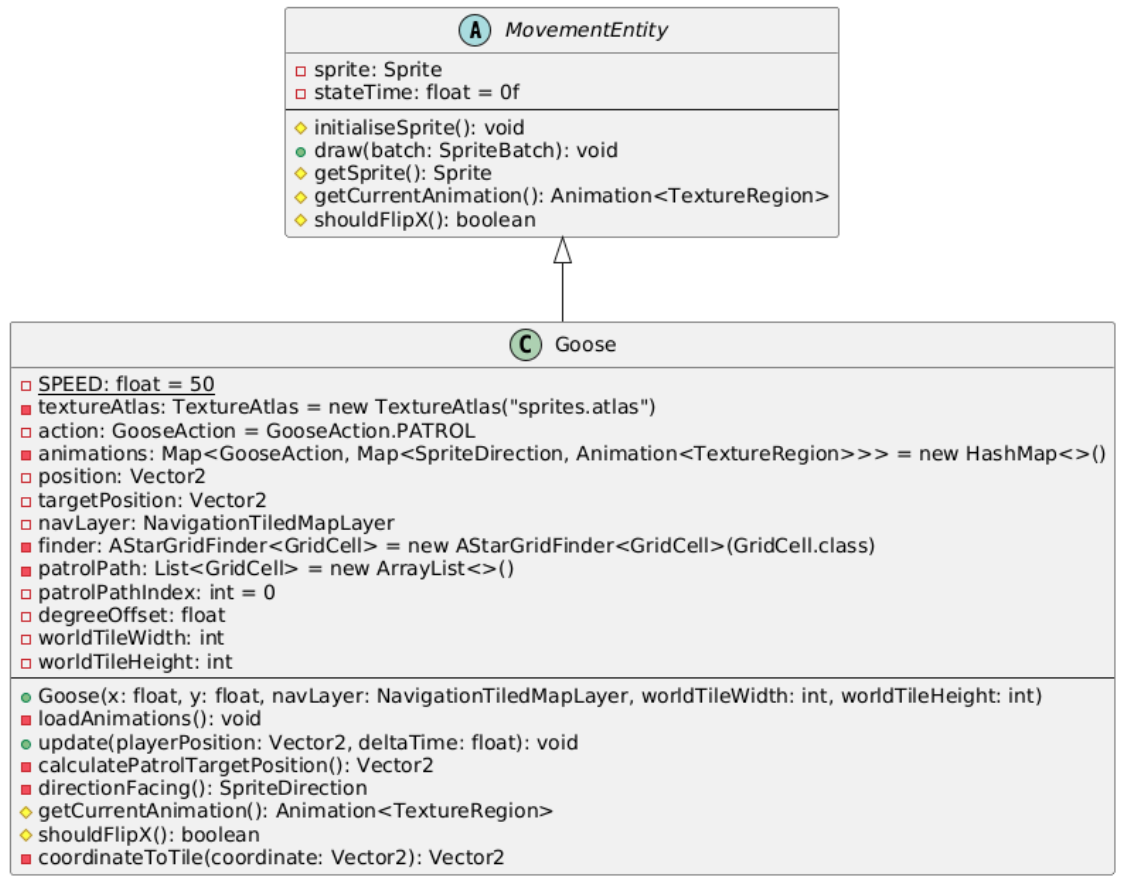 A MovementEntity
sprite: Sprite
stateTime: float = 0f
initialiseSprite(): void
draw(batch: SpriteBatch): void
getSprite(): Sprite
getCurrentAnimation(): Animation<TextureRegion>
shouldFlipX(): boolean
C Goose
SPEED: float = 50
textureAtlas: TextureAtlas = new TextureAtlas("sprites.atlas")
action: GooseAction = GooseAction.PATROL
animations: Map<GooseAction, Map<SpriteDirection, Animation<TextureRegion>>> = new HashMap<>()
position: Vector2
targetPosition: Vector2
navLayer: NavigationTiledMapLayer
finder: AStarGridFinder<GridCell> = new AStarGridFinder<GridCell>(GridCell.class)
patrolPath: List<GridCell> = new ArrayList<>()
patrolPathIndex: int = 0
degreeOffset: float
worldTileWidth: int
worldTileHeight: int
Goose(x: float, y: float, navLayer: NavigationTiledMapLayer, worldTileWidth: int, worldTileHeight: int)
loadAnimations(): void
update(playerPosition: Vector2, deltaTime: float): void
calculatePatrolTargetPosition(): Vector2
directionFacing(): SpriteDirection
getCurrentAnimation(): Animation<TextureRegion>
shouldFlipX(): boolean
coordinateToTile(coordinate: Vector2): Vector2